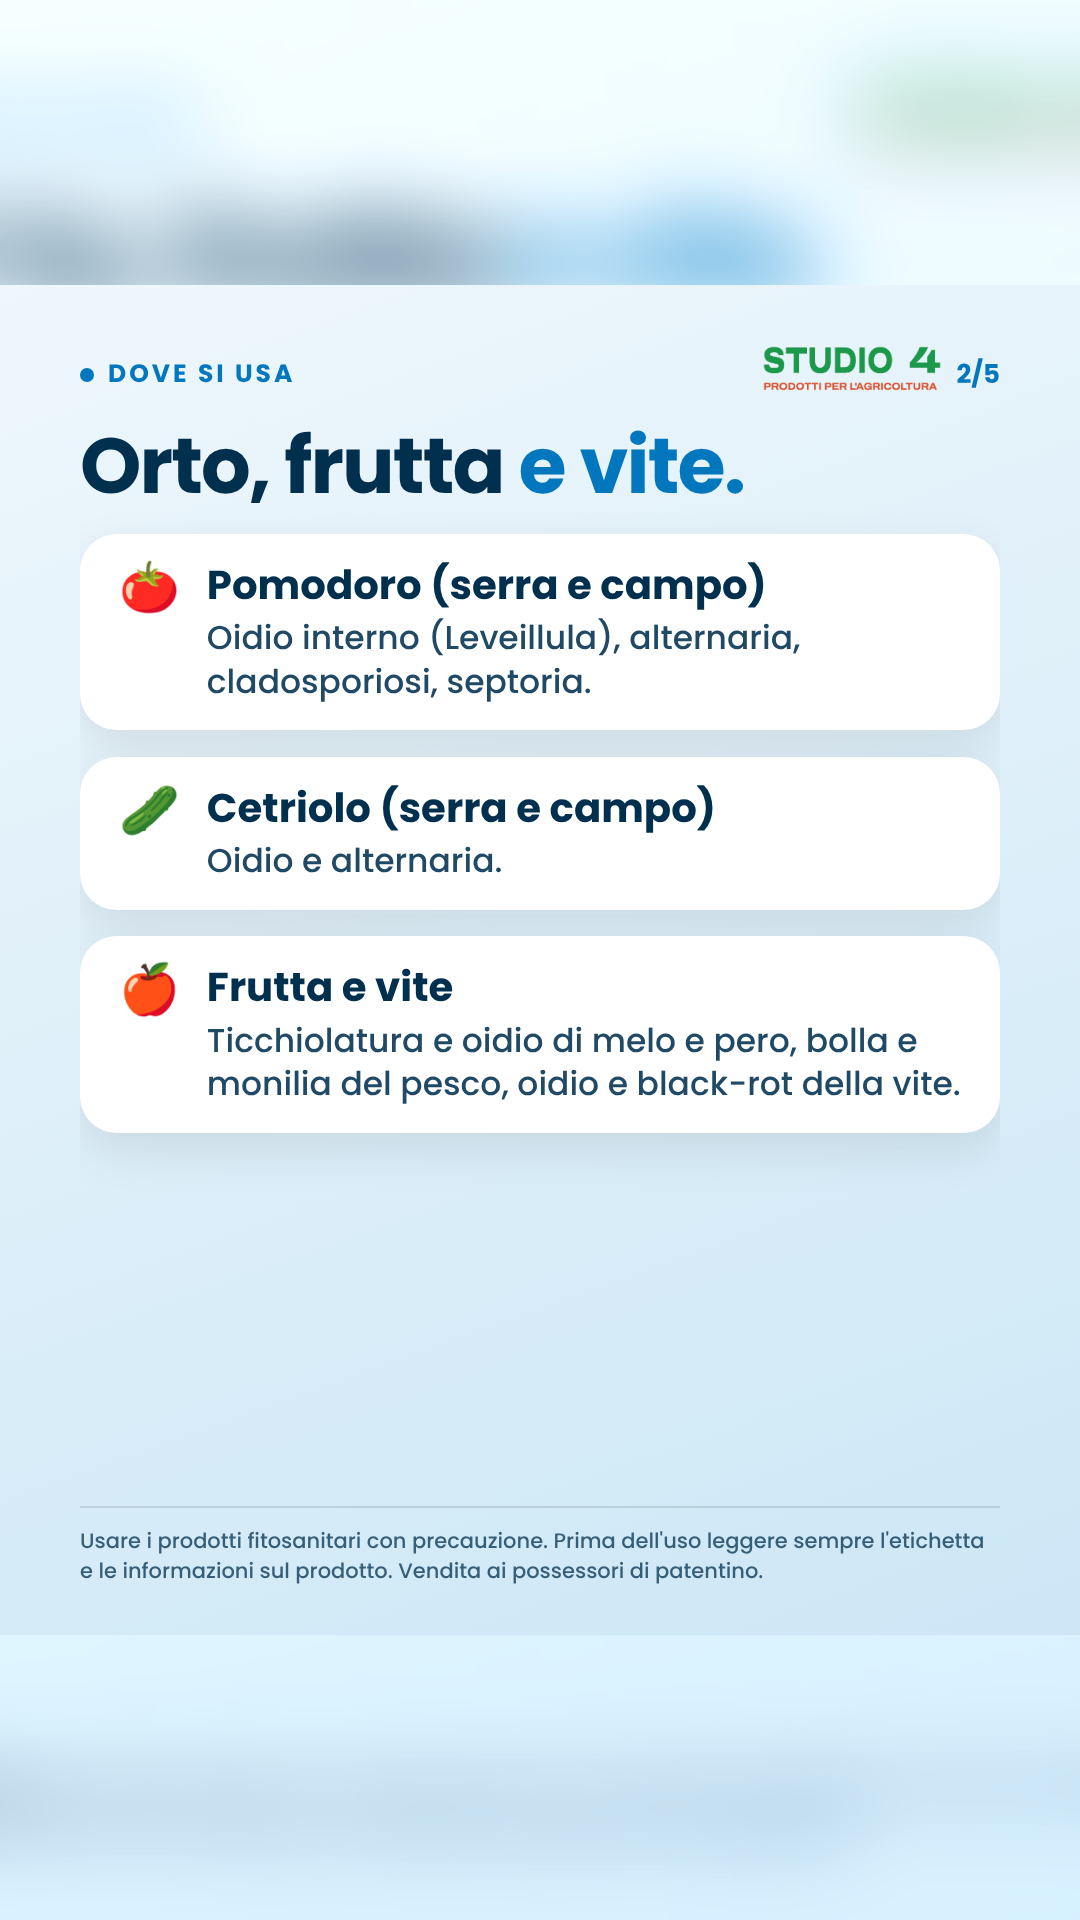 DOVE SI USA
STUDIO 4
PRODOTTI PER L'AGRICOLTURA
2/5
Orto, frutta e vite.
Pomodoro (serra e campo)
Oidio interno (Leveillula), alternaria,
cladosporiosi, septoria.
Cetriolo (serra e campo)
Oidio e alternaria.
Frutta e vite
Ticchiolatura e oidio di melo e pero, bolla e
monilia del pesco, oidio e black-rot della vite.
Usare i prodotti fitosanitari con precauzione. Prima dell'uso leggere sempre l'etichetta
e le informazioni sul prodotto. Vendita ai possessori di patentino.